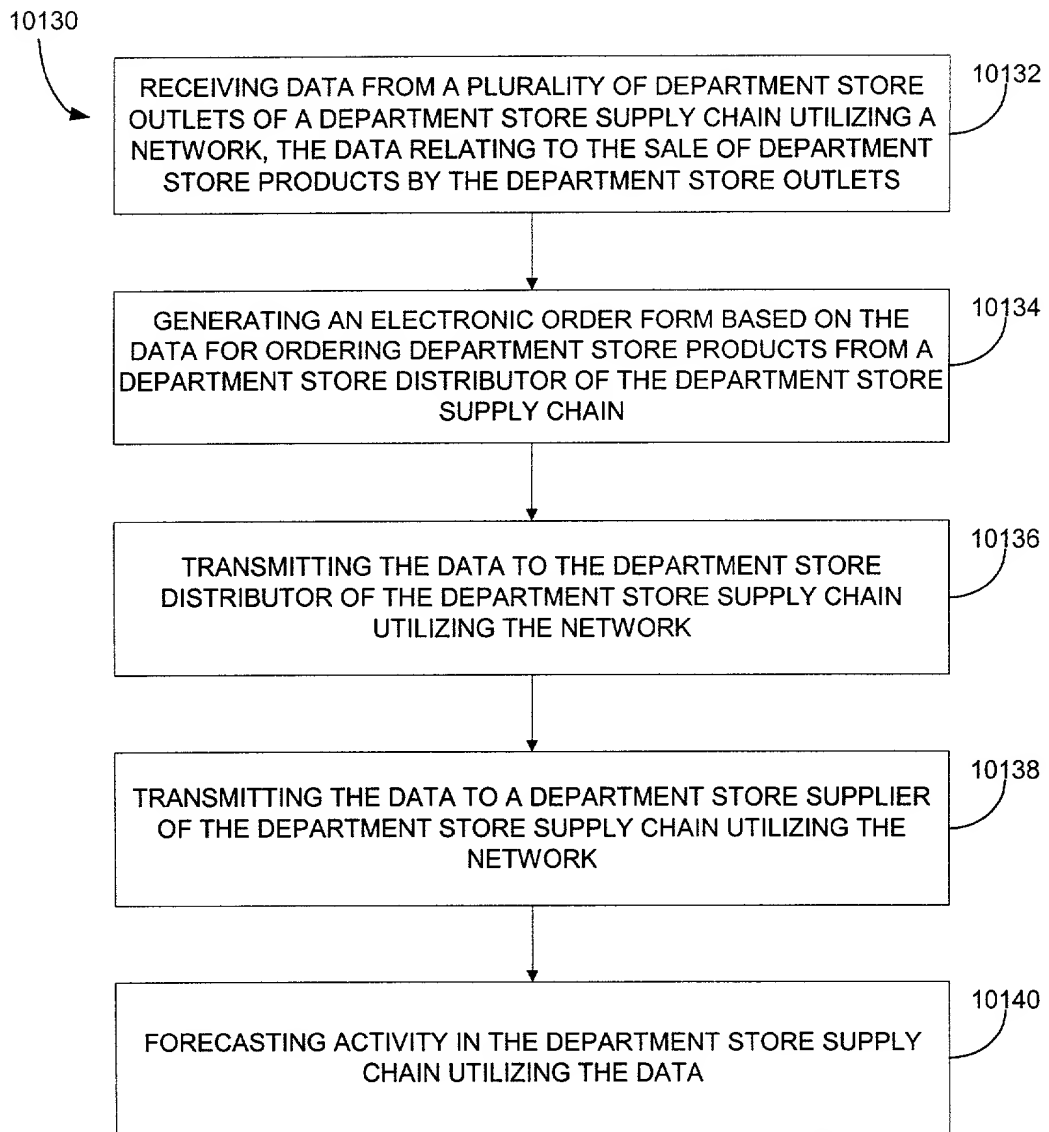 10130
10132
RECEIVING DATA FROM A PLURALITY OF DEPARTMENT STORE
OUTLETS OF A DEPARTMENT STORE SUPPLY CHAIN UTILIZING A
NETWORK, THE DATA RELATING TO THE SALE OF DEPARTMENT
STORE PRODUCTS BY THE DEPARTMENT STORE OUTLETS
10134
GENERATING AN ELECTRONIC ORDER FORM BASED ON THE
DATA FOR ORDERING DEPARTMENT STORE PRODUCTS FROM A
DEPARTMENT STORE DISTRIBUTOR OF THE DEPARTMENT STORE
SUPPLY CHAIN
10136
TRANSMITTING THE DATA TO THE DEPARTMENT STORE
DISTRIBUTOR OF THE DEPARTMENT STORE SUPPLY CHAIN
UTILIZING THE NETWORK
10138
TRANSMITTING THE DATA TO A DEPARTMENT STORE SUPPLIER
OF THE DEPARTMENT STORE SUPPLY CHAIN UTILIZING THE
NETWORK
10140
FORECASTING ACTIVITY IN THE DEPARTMENT STORE SUPPLY
CHAIN UTILIZING THE DATA